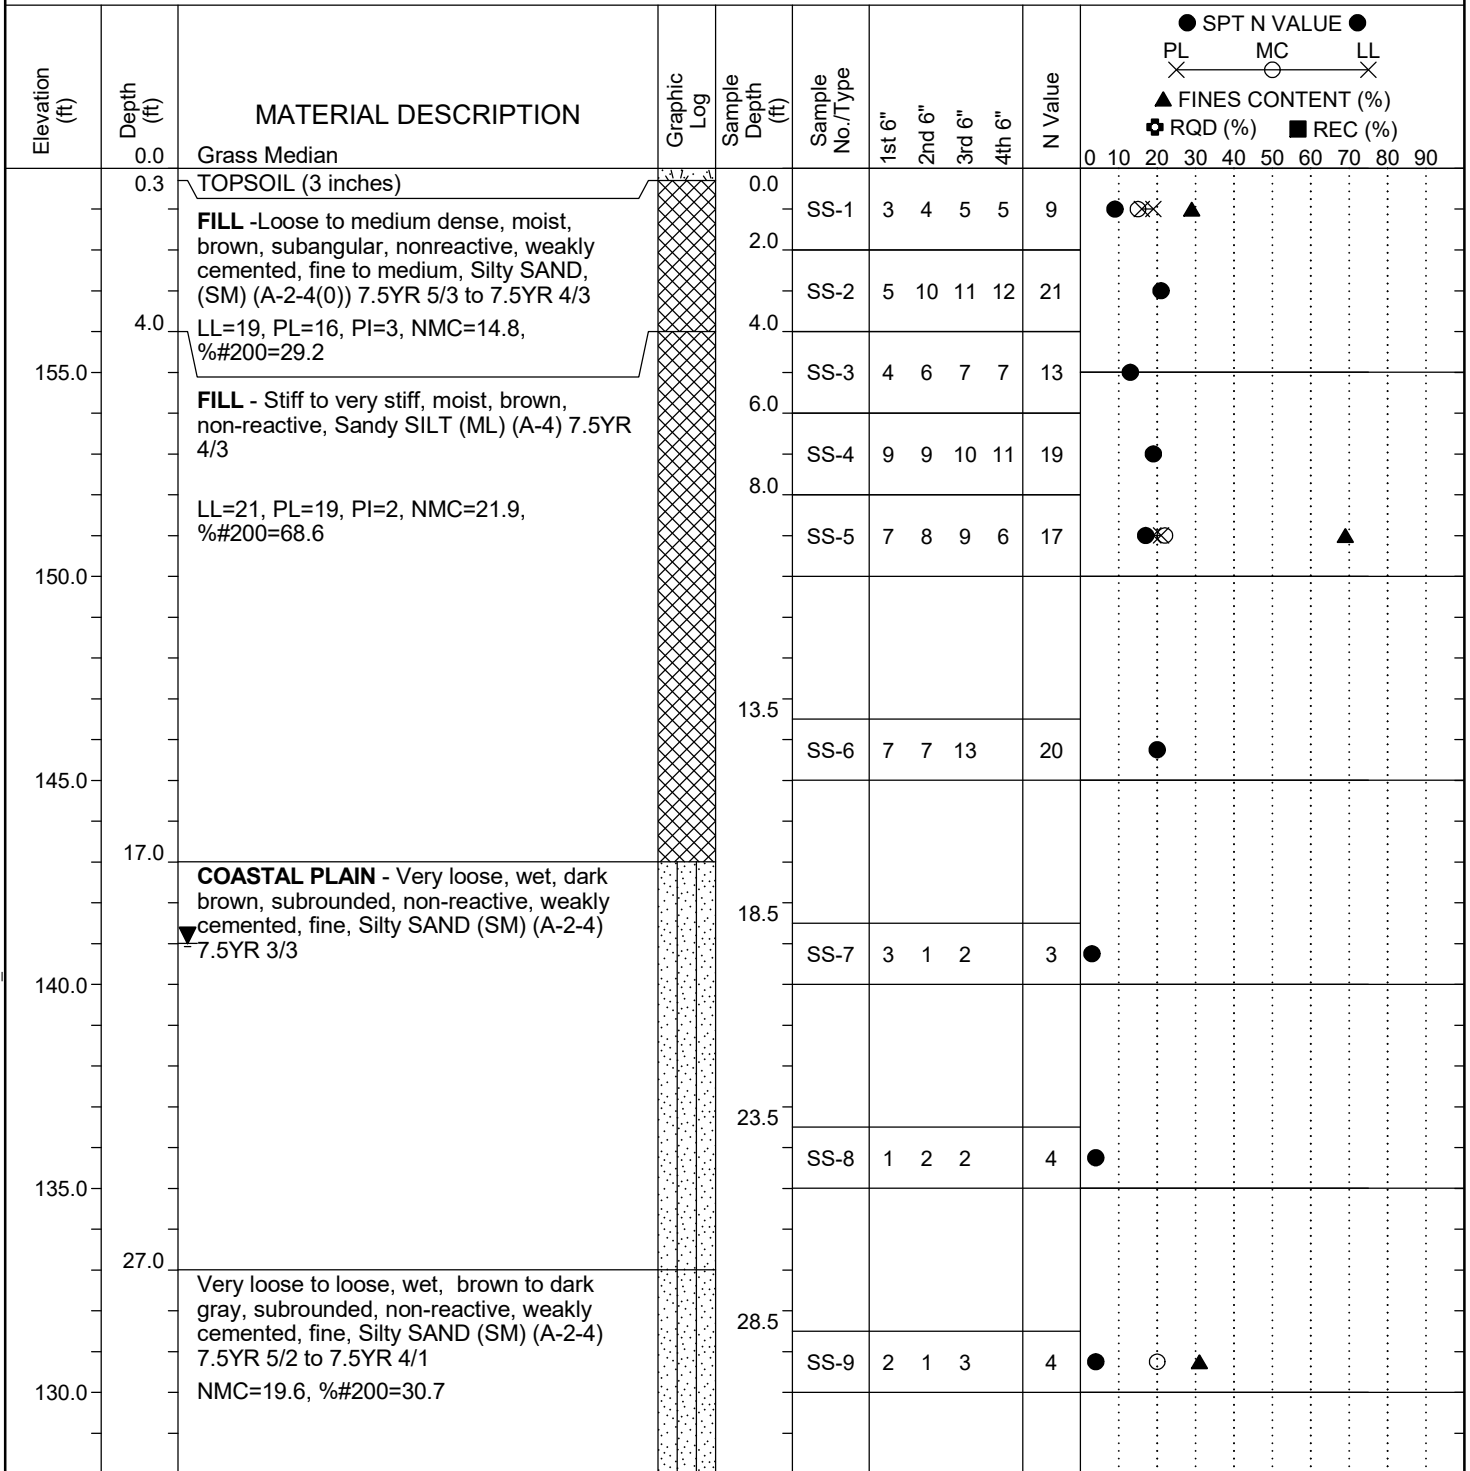 ● SPT N VALUE ●
PL MC LL
▲ FINES CONTENT (%)
RQD (%) ■ REC (%)
Elevation (ft)
Depth (ft)
MATERIAL DESCRIPTION
Graphic Log
Sample Depth (ft)
Sample No./Type
1st 6"
2nd 6"
3rd 6"
4th 6"
N Value
0 10 20 30 40 50 60 70 80 90
0.0 Grass Median
0.3 TOPSOIL (3 inches) 0.0
SS-1 3 4 5 5 9
FILL -Loose to medium dense, moist,
brown, subangular, nonreactive, weakly 2.0
cemented, fine to medium, Silty SAND,
(SM) (A-2-4(0)) 7.5YR 5/3 to 7.5YR 4/3 SS-2 5 10 11 12 21
4.0 LL=19, PL=16, PI=3, NMC=14.8, 4.0
%#200=29.2
155.0 SS-3 4 6 7 7 13
FILL - Stiff to very stiff, moist, brown, 6.0
non-reactive, Sandy SILT (ML) (A-4) 7.5YR
4/3 SS-4 9 9 10 11 19
8.0
LL=21, PL=19, PI=2, NMC=21.9,
%#200=68.6 SS-5 7 8 9 6 17
150.0
13.5
SS-6 7 7 13 20
145.0
17.0
COASTAL PLAIN - Very loose, wet, dark
brown, subrounded, non-reactive, weakly 18.5
cemented, fine, Silty SAND (SM) (A-2-4)
7.5YR 3/3 SS-7 3 1 2 3
140.0
23.5
SS-8 1 2 2 4
135.0
27.0
Very loose to loose, wet, brown to dark
gray, subrounded, non-reactive, weakly 28.5
cemented, fine, Silty SAND (SM) (A-2-4)
7.5YR 5/2 to 7.5YR 4/1 SS-9 2 1 3 4
130.0 NMC=19.6, %#200=30.7